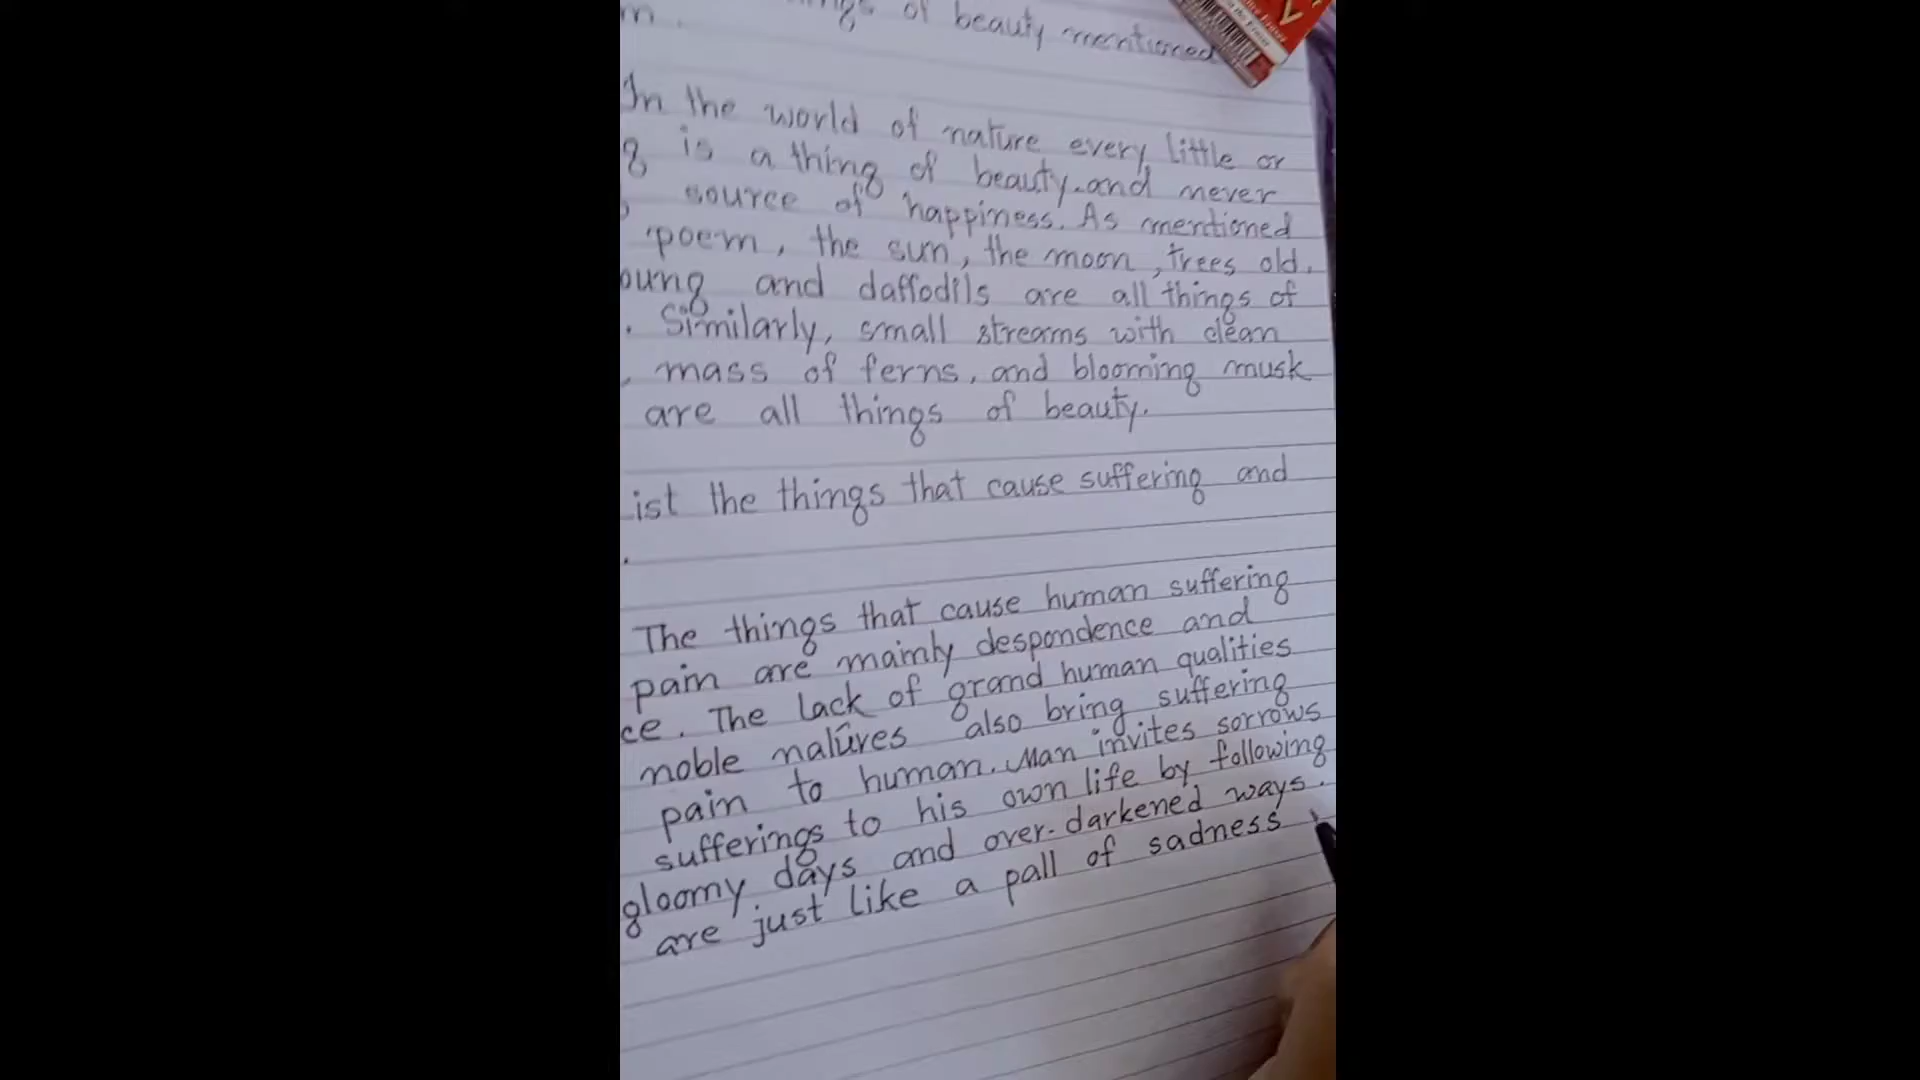 of beauty mentioned
In the world of nature every little or
is a thing of beauty.and never
source of happiness. As mentioned
poem, the sun, the moon, trees old,
oung and daffodils are all things of
. Similarly, small streams with clean
, mass of ferns, and blooming musk
are all things of beauty.
ist the things that cause suffering and
.
The things that cause human suffering
pain are mainly despondence and
ce. The lack of grand human qualities
noble natures also bring suffering
pain to human. Man invites sorrows
sufferings to his own life by following
gloomy days and over-darkened ways.
are just like a pall of sadness